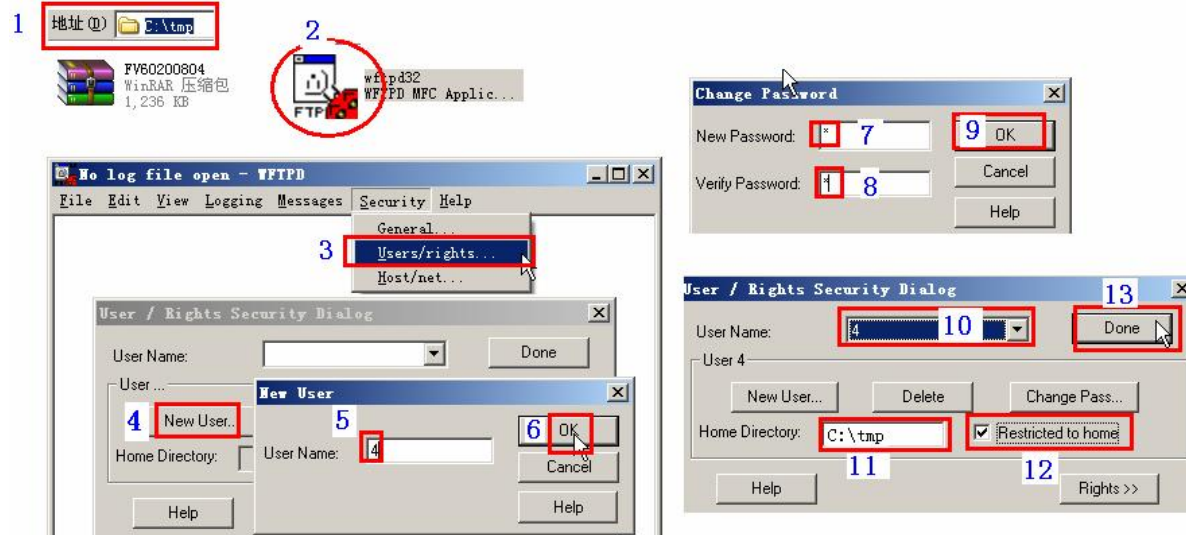 1
地址(D) C:\tmp
2
FV60200804
WinRAR 压缩包
1,236 KB
FTP
wftpd32
WFTPD MFC Applic...
No log file open - WFTPD
File Edit View Logging Messages Security Help
General...
3 Users/rights...
Host/net...
User / Rights Security Dialog
User Name: Done
User ...
4 New User..
Home Directory:
Help
New User
5
User Name: 4
6 OK
Cancel
Help
Change Password
New Password: * 7 9 OK
Verify Password: * 8 Cancel
Help
User / Rights Security Dialog
13
User Name: 4 10 Done
User 4
New User... Delete Change Pass...
Home Directory: C:\tmp Restricted to home
11 12
Help Rights >>